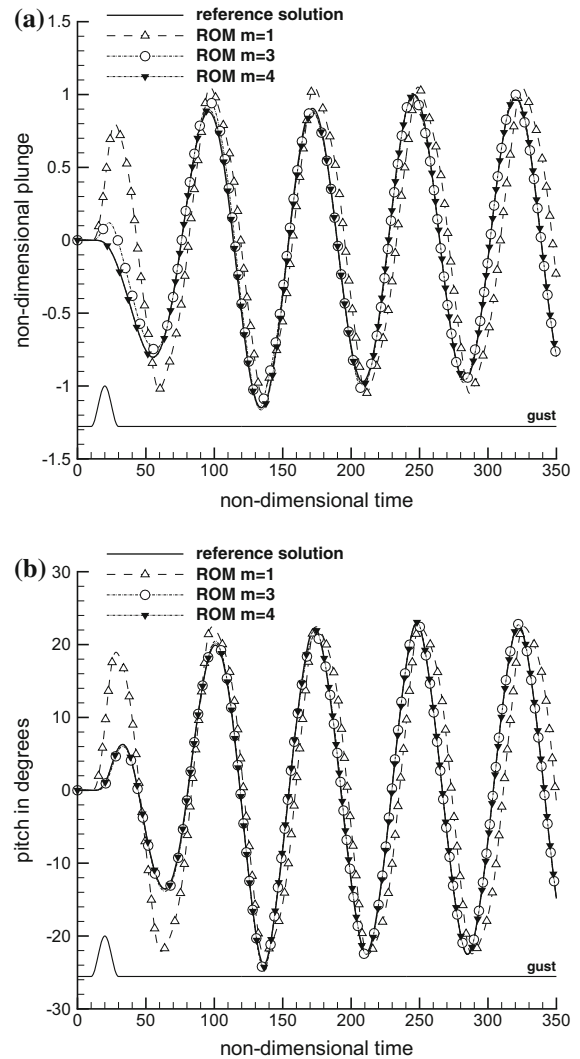 (a)
reference solution
ROM m=1
ROM m=3
ROM m=4
1.5
1
0.5
0
-0.5
-1
-1.5
non-dimensional plunge
gust
0 50 100 150 200 250 300 350
non-dimensional time
(b)
reference solution
ROM m=1
ROM m=3
ROM m=4
30
20
10
0
-10
-20
-30
pitch in degrees
gust
0 50 100 150 200 250 300 350
non-dimensional time